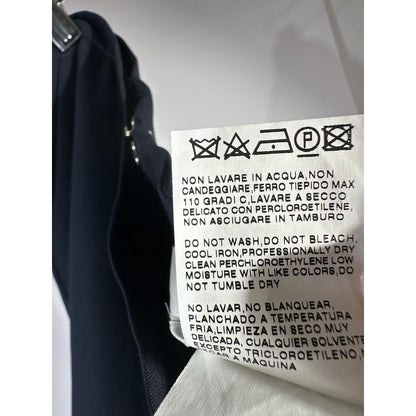 P
NON LAVARE IN ACQUA,NON
CANDEGGIARE,FERRO TIEPIDO MAX
110 GRADI C,LAVARE A SECCO
DELICATO CON PERCLOROETILENE,
NON ASCIUGARE IN TAMBURO
DO NOT WASH,DO NOT BLEACH,
COOL IRON,PROFESSIONALLY DRY
CLEAN PERCHLOROETHYLENE LOW
MOISTURE WITH LIKE COLORS,DO
NOT TUMBLE DRY
NO LAVAR,NO BLANQUEAR,
PLANCHADO A TEMPERATURA
FRIA,LIMPIEZA EN SECO MUY
DELICADA, CUALQUIER SOLVENTE
EXCEPTO TRICLOROETILENO,
CAR A MAQUINA